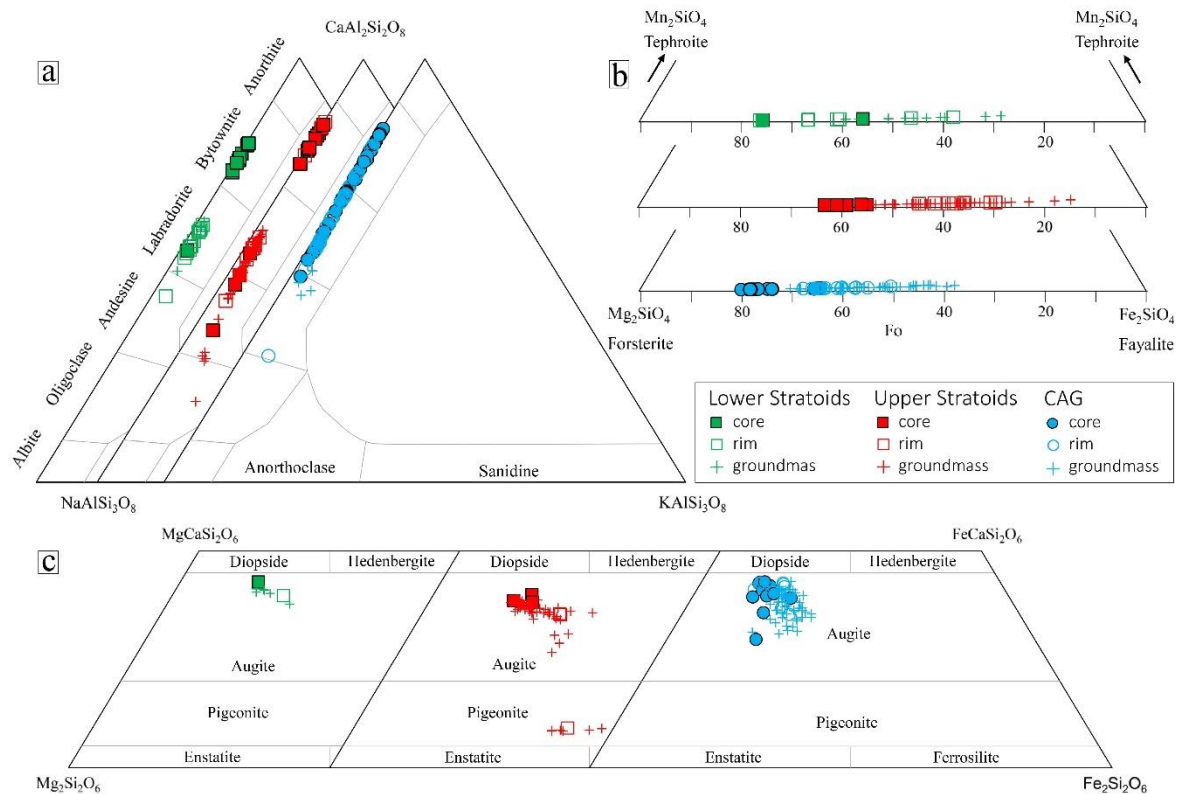 a
CaAl₂Si₂O₈
Anorthite
Bytownite
Labradorite
Andesine
Oligoclase
Albite
Anorthoclase
Sanidine
NaAlSi₃O₈
KAlSi₃O₈
b
Mn₂SiO₄
Tephroite
Mn₂SiO₄
Tephroite
80 60 40 20
80 60 40 20
80 60 40 20
Mg₂SiO₄
Forsterite
Fo
Fe₂SiO₄
Fayalite
Lower Stratoids Upper Stratoids CAG
core core core
rim rim rim
groundmas groundmass groundmass
c
MgCaSi₂O₆
FeCaSi₂O₆
Diopside Hedenbergite Diopside Hedenbergite Diopside Hedenbergite
Augite Augite Augite
Pigeonite Pigeonite Pigeonite
Enstatite Enstatite Enstatite Ferrosilite
Mg₂Si₂O₆
Fe₂Si₂O₆